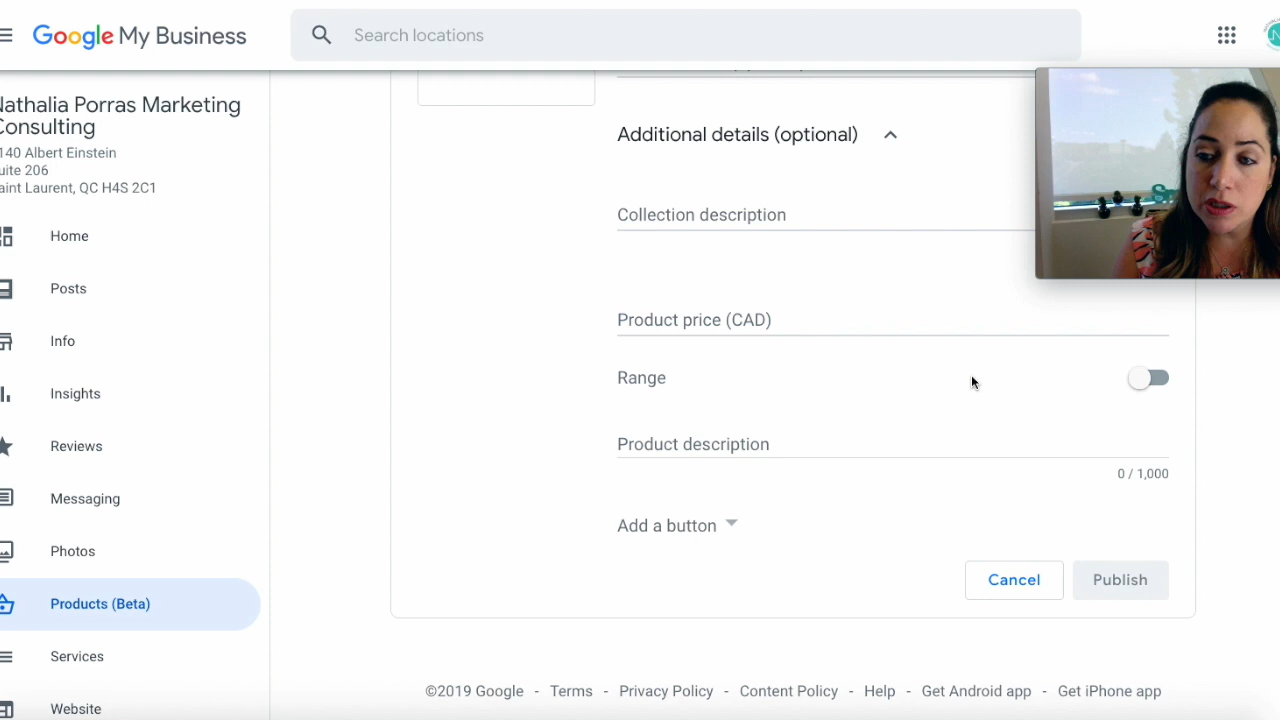 Google My Business
Search locations
Nathalia Porras Marketing
Consulting
140 Albert Einstein
uite 206
aint Laurent, QC H4S 2C1
Home
Posts
Info
Insights
Reviews
Messaging
Photos
Products (Beta)
Services
Website
Additional details (optional)
Collection description
Product price (CAD)
Range
Product description
0 / 1,000
Add a button
Cancel
Publish
©2019 Google - Terms - Privacy Policy - Content Policy - Help - Get Android app - Get iPhone app